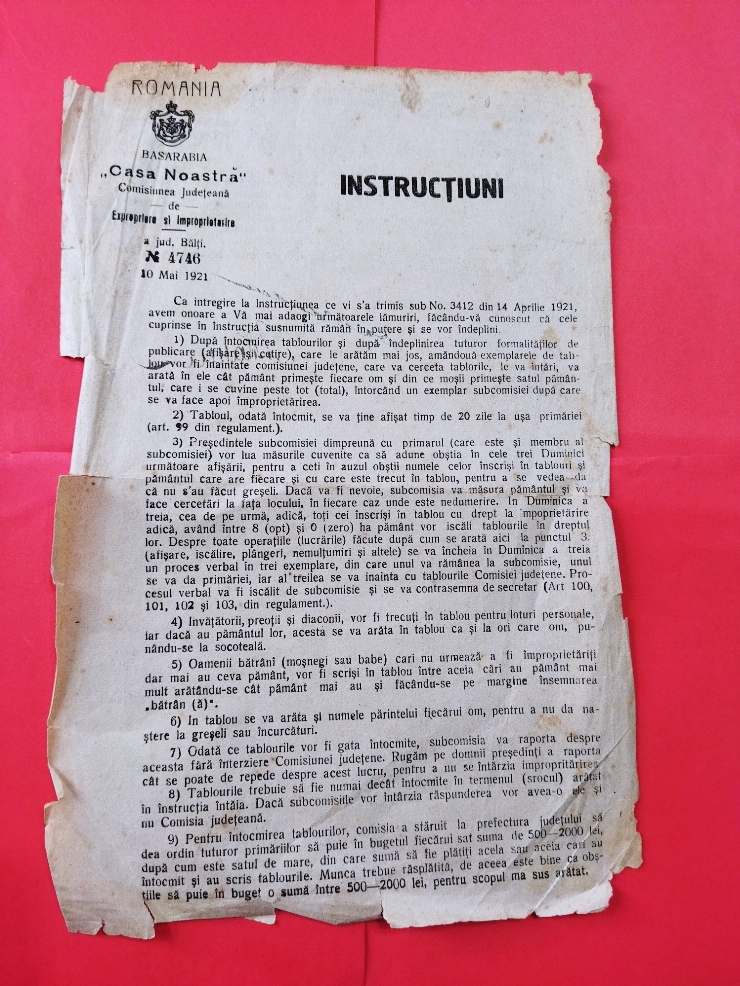 ROMANIA
BASARABIA
„Casa Noastră“
Comisiunea Județeană
— de —
Expropriere si Improprietarire
a jud. Bălți.
№ 4746
10 Mai 1921
INSTRUCȚIUNI
Ca intregire la Instrucțiunea ce vi s'a trimis sub No. 3412 din 14 Aprilie 1921,
avem onoare a Vă mai adaogi următoarele lămuriri, făcându-vă cunoscut că cele
cuprinse în instrucția susnumită rămân în putere și se vor îndeplini.
1) După întocmirea tablourilor și după îndeplinirea tuturor formalităților de
publicare (afișare și cetire), care le arătăm mai jos, amândouă exemplarele de tab-
lou vor fi înaintate comisiunei județene, care va cerceta tablorile, le va întări, va
arată în ele cât pământ primește fiecare om și din ce moșii primește satul pămân-
tul, care i se cuvine peste tot (total), întorcând un exemplar subcomisiei după care
se va face apoi împroprietărirea.
2) Tabloul, odată întocmit, se va ține afișat timp de 20 zile la ușa primăriei
(art. 99 din regulament.).
3) Președintele subcomisiei dimpreună cu primarul (care este și membru al
subcomisiei) vor lua măsurile cuvenite ca să adune obștia în cele trei Duminici
următoare afișării, pentru a ceti în auzul obștii numele celor înscriși în tablouri și
pământul care are fiecare și cu care este trecut în tablou, pentru a se vedea da-
că nu s'au făcut greșeli. Dacă va fi nevoie, subcomisia va măsura pământul și va
face cercetări la fața locului, în fiecare caz unde este nedumerire. In Duminica a
treia, cea de pe urmă, adică, toți cei înscriși în tablou cu drept la împoprietărire
adică, având între 8 (opt) și 0 (zero) ha pământ vor iscăli tablourile în dreptul
lor. Despre toate operațiile (lucrările) făcute după cum se arată aici la punctul 3.
(afișare, iscălire, plângeri, nemulțumiri și altele) se va încheia în Duminica a treia
un proces verbal în trei exemplare, din care unul va rămânea la subcomisie, unul
se va da primăriei, iar al treilea se va inainta cu tablourile Comisiei județene. Pro-
cesul verbal va fi iscălit de subcomisie și se va contrasemna de secretar (Art 100,
101, 102 și 103, din regulament.).
4) Invățătorii, preoții și diaconii, vor fi trecuți în tablou pentru loturi personale,
iar dacă au pământul lor, acesta se va arăta în tablou ca și la ori care om, pu-
nându-se la socoteală.
5) Oamenii bătrâni (moșnegi sau babe) cari nu urmează a fi împroprietăriți
dar mai au ceva pământ, vor fi scriși in tablou între aceia cări au pământ mai
mult arătându-se cât pământ mai au și făcându-se pe margine însemnarea
„bătrân (ă)“.
6) In tablou se va arăta și numele părintelui fiecărui om, pentru a nu da na-
ștere la greșeli sau încurcături.
7) Odată ce tablourile vor fi gata întocmite, subcomisia va raporta despre
aceasta fără înterziere Comisiunei județene. Rugăm pe domnii președinți a raporta
cât se poate de repede despre acest lucru, pentru a nu se întârzia impropritărirea
8) Tablourile trebuie să fie numai decât întocmite în termenul (srocul) arătat
în instrucția întâia. Dacă subcomisiile vor întârzia răspunderea vor avea-o ele și
nu Comisia județeană.
9) Pentru întocmirea tablourilor, comisia a stăruit la prefectura județului să
dea ordin tuturor primăriilor să puie în bugetul fiecărui sat suma de 500—2000 lei,
după cum este satul de mare, din care sumă să fie plătiți acela sau aceia cari au
întocmit și au scris tablourile. Munca trebue răsplătită, de aceea este bine ca obș-
tiile să puie în buget o sumă între 500—2000 lei, pentru scopul ma sus arătat.